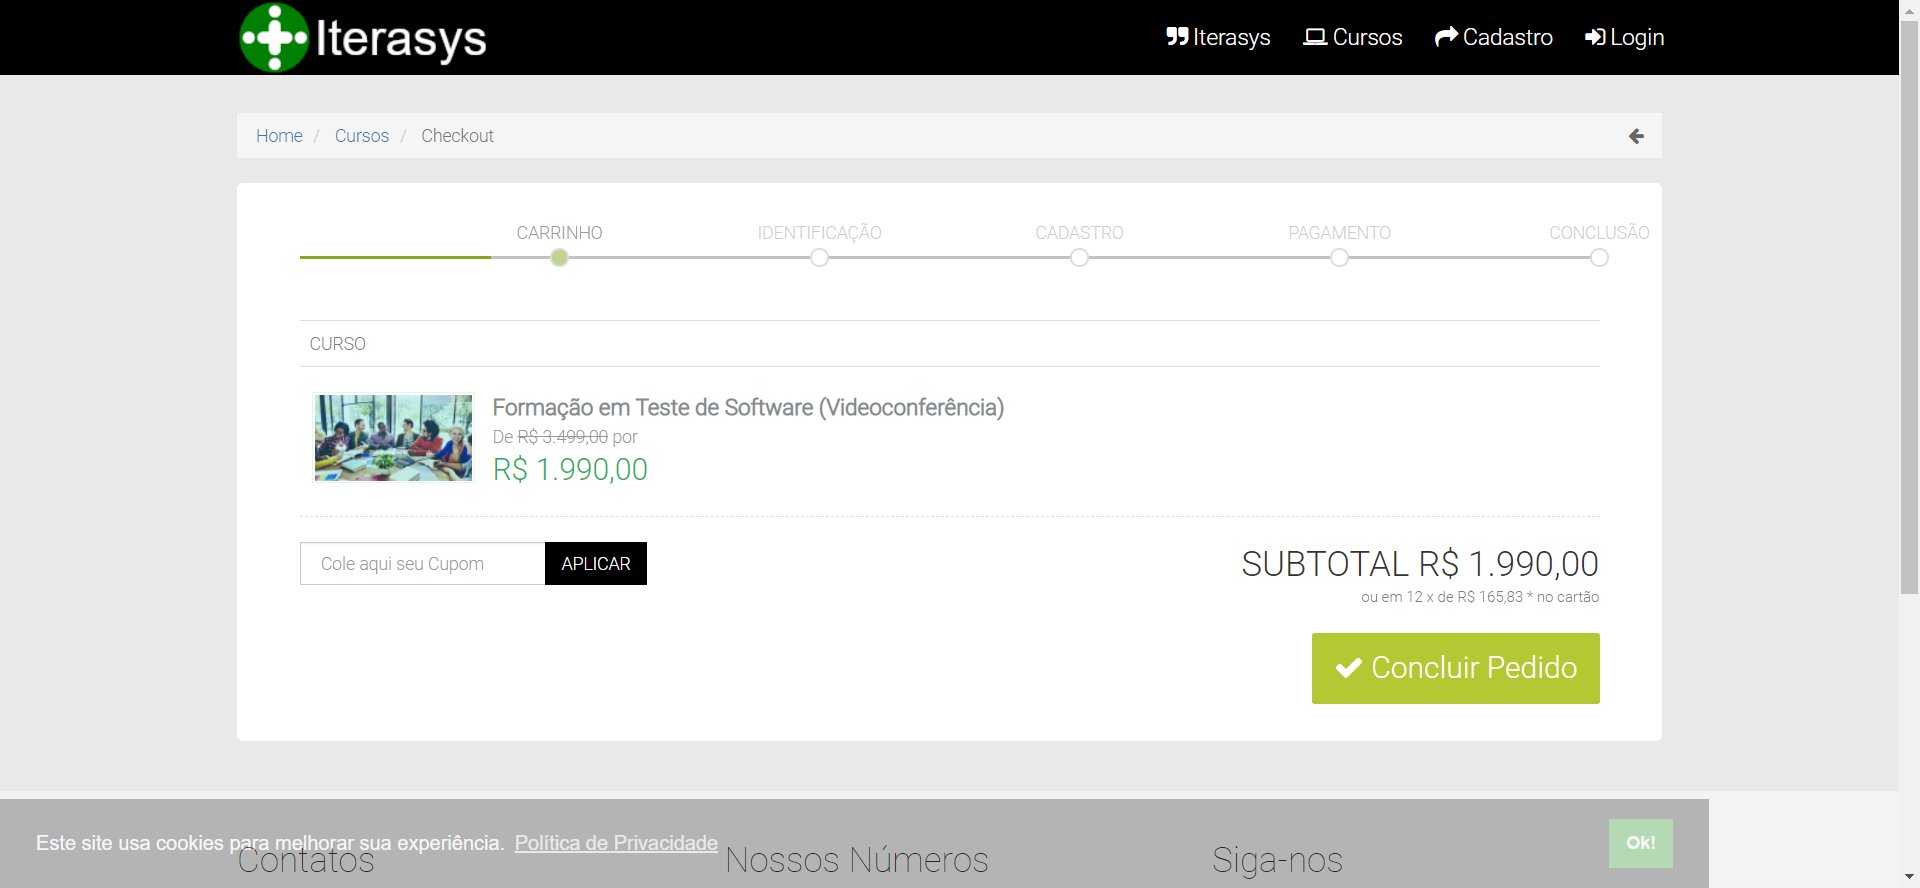 Iterasys
Iterasys Cursos Cadastro Login
Home / Cursos / Checkout
CARRINHO IDENTIFICAÇÃO CADASTRO PAGAMENTO CONCLUSÃO
CURSO
Formação em Teste de Software (Videoconferência)
De R$ 3.499,00 por
R$ 1.990,00
Cole aqui seu Cupom APLICAR
SUBTOTAL R$ 1.990,00
ou em 12 x de R$ 165,83 * no cartão
Concluir Pedido
Este site usa cookies para melhorar sua experiência. Política de Privacidade
Ok!
Contatos Nossos Números Siga-nos